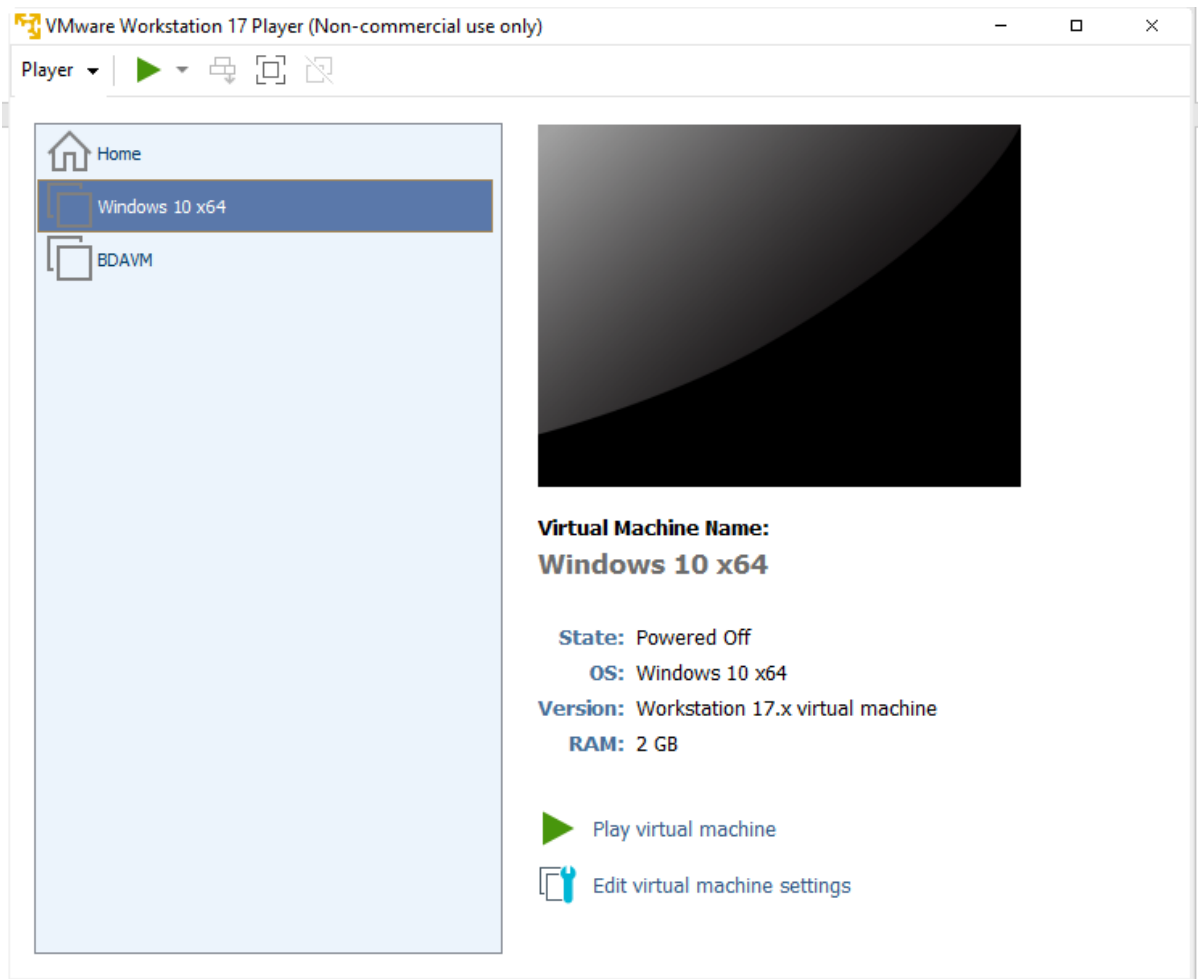 VMware Workstation 17 Player (Non-commercial use only)
Player
Home
Windows 10 x64
BDAVM
Virtual Machine Name:
Windows 10 x64
State: Powered Off
OS: Windows 10 x64
Version: Workstation 17.x virtual machine
RAM: 2 GB
Play virtual machine
Edit virtual machine settings